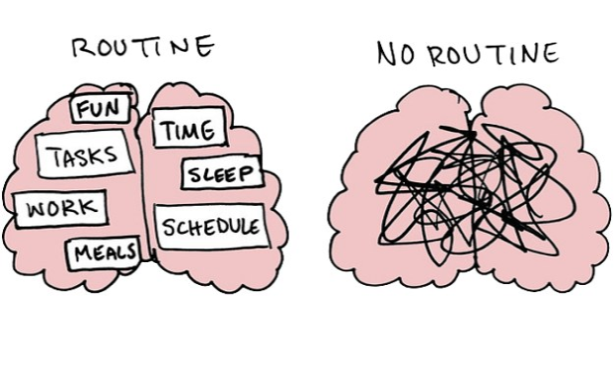 ROUTINE
FUN
TASKS
WORK
MEALS
TIME
SLEEP
SCHEDULE
NO ROUTINE